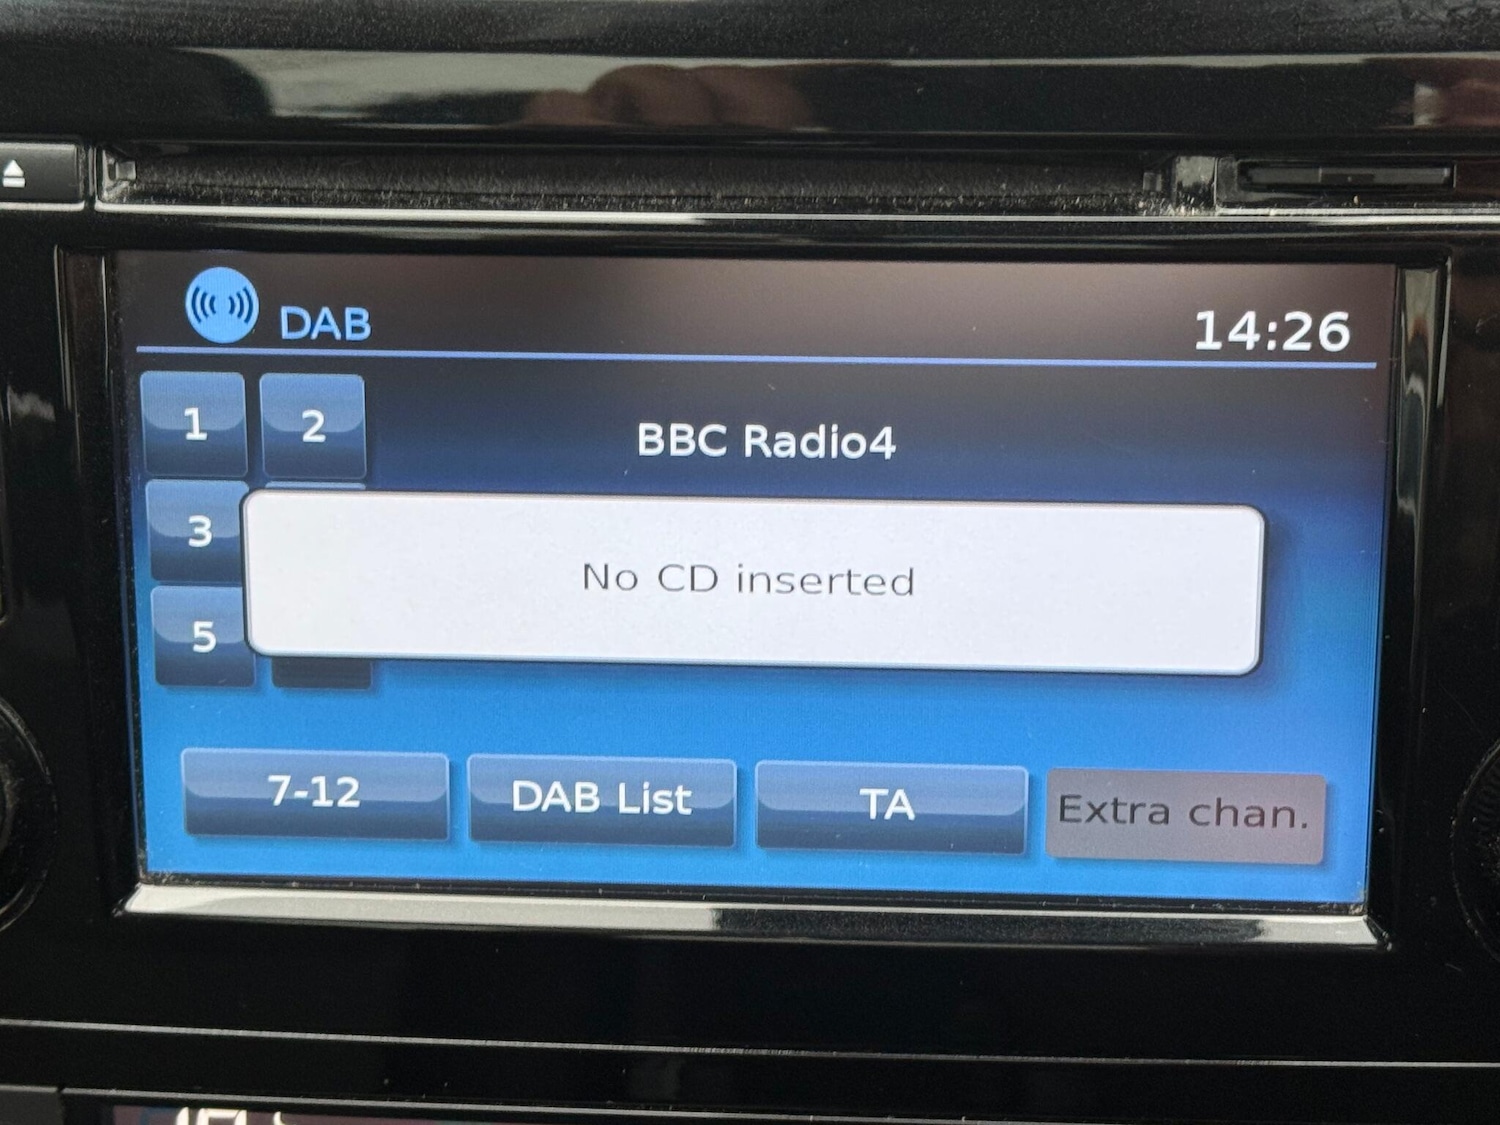 DAB
14:26
1
2
BBC Radio4
3
No CD inserted
5
7-12
DAB List
TA
Extra chan.